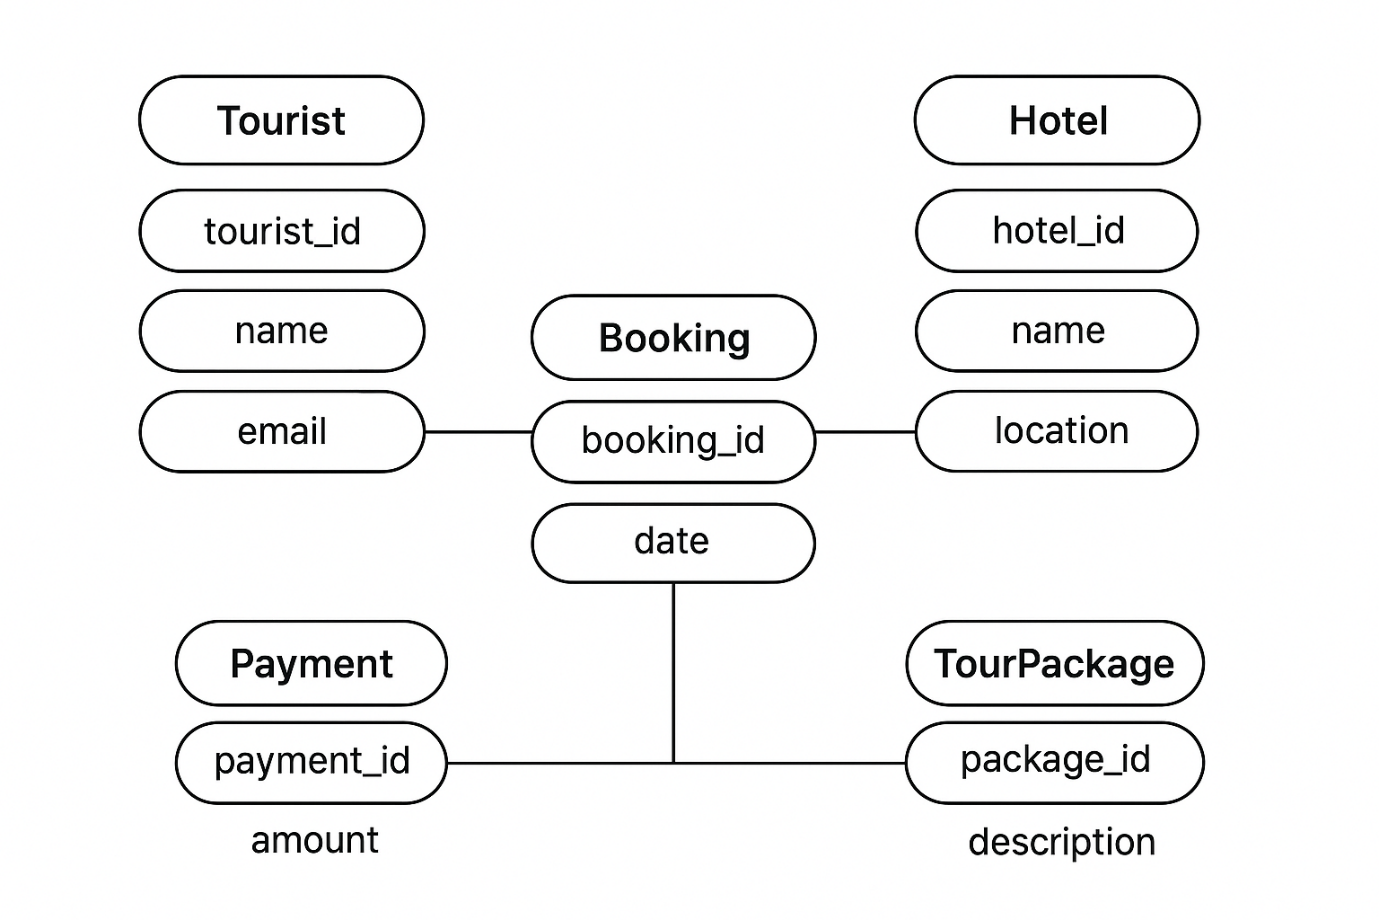 Tourist
tourist_id
name
email
Hotel
hotel_id
name
location
Booking
booking_id
date
Payment
payment_id
amount
TourPackage
package_id
description